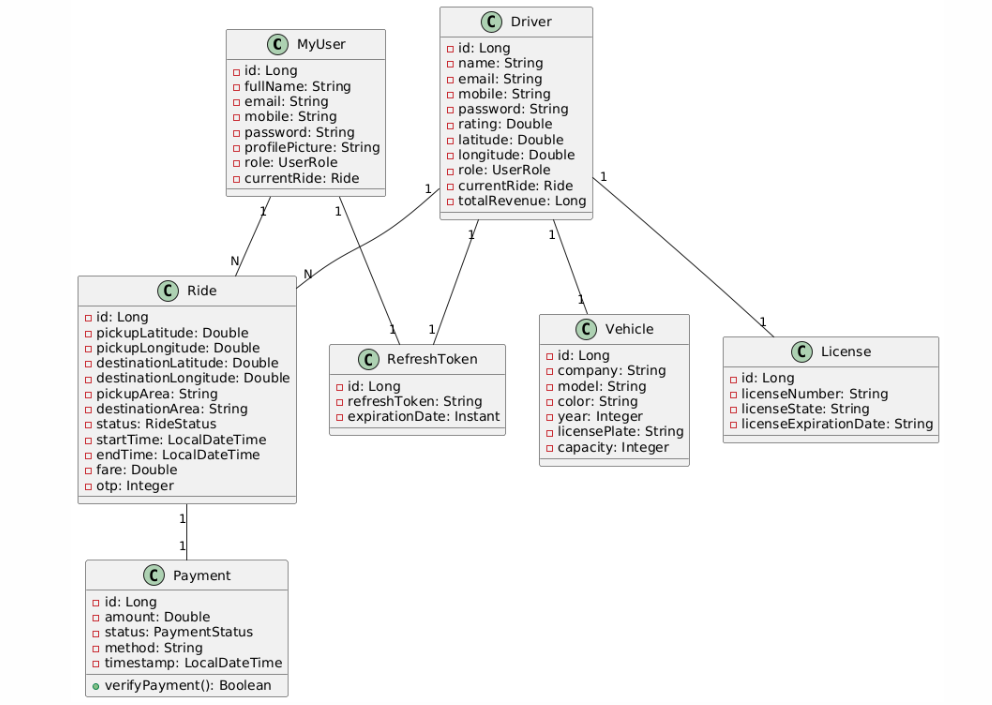 C MyUser
id: Long
fullName: String
email: String
mobile: String
password: String
profilePicture: String
role: UserRole
currentRide: Ride
C Driver
id: Long
name: String
email: String
mobile: String
password: String
rating: Double
latitude: Double
longitude: Double
role: UserRole
currentRide: Ride
totalRevenue: Long
1
1
1
1
1
1
N
N
1
1
1
1
C Ride
id: Long
pickupLatitude: Double
pickupLongitude: Double
destinationLatitude: Double
destinationLongitude: Double
pickupArea: String
destinationArea: String
status: RideStatus
startTime: LocalDateTime
endTime: LocalDateTime
fare: Double
otp: Integer
C RefreshToken
id: Long
refreshToken: String
expirationDate: Instant
C Vehicle
id: Long
company: String
model: String
color: String
year: Integer
licensePlate: String
capacity: Integer
C License
id: Long
licenseNumber: String
licenseState: String
licenseExpirationDate: String
1
1
C Payment
id: Long
amount: Double
status: PaymentStatus
method: String
timestamp: LocalDateTime
verifyPayment(): Boolean